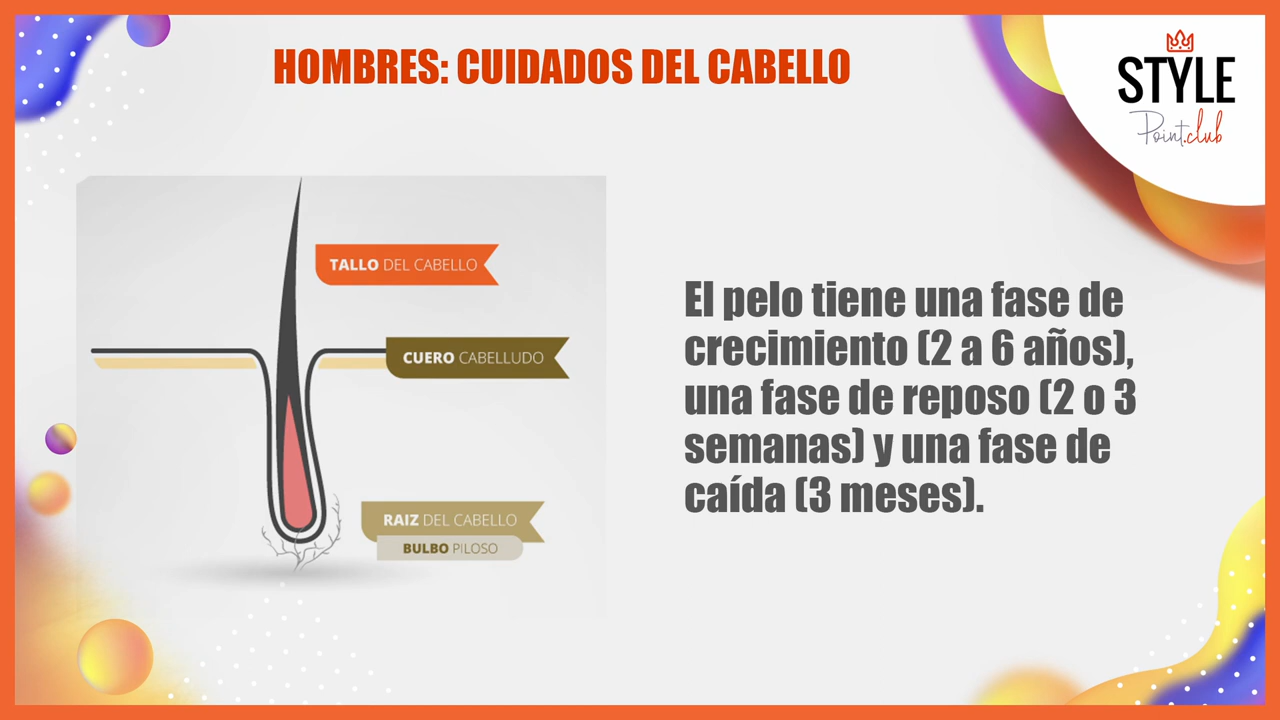 HOMBRES: CUIDADOS DEL CABELLO
STYLE
Point.club
TALLO DEL CABELLO
CUERO CABELLUDO
RAIZ DEL CABELLO
BULBO PILOSO
El pelo tiene una fase de
crecimiento (2 a 6 años),
una fase de reposo (2 o 3
semanas) y una fase de
caída (3 meses).